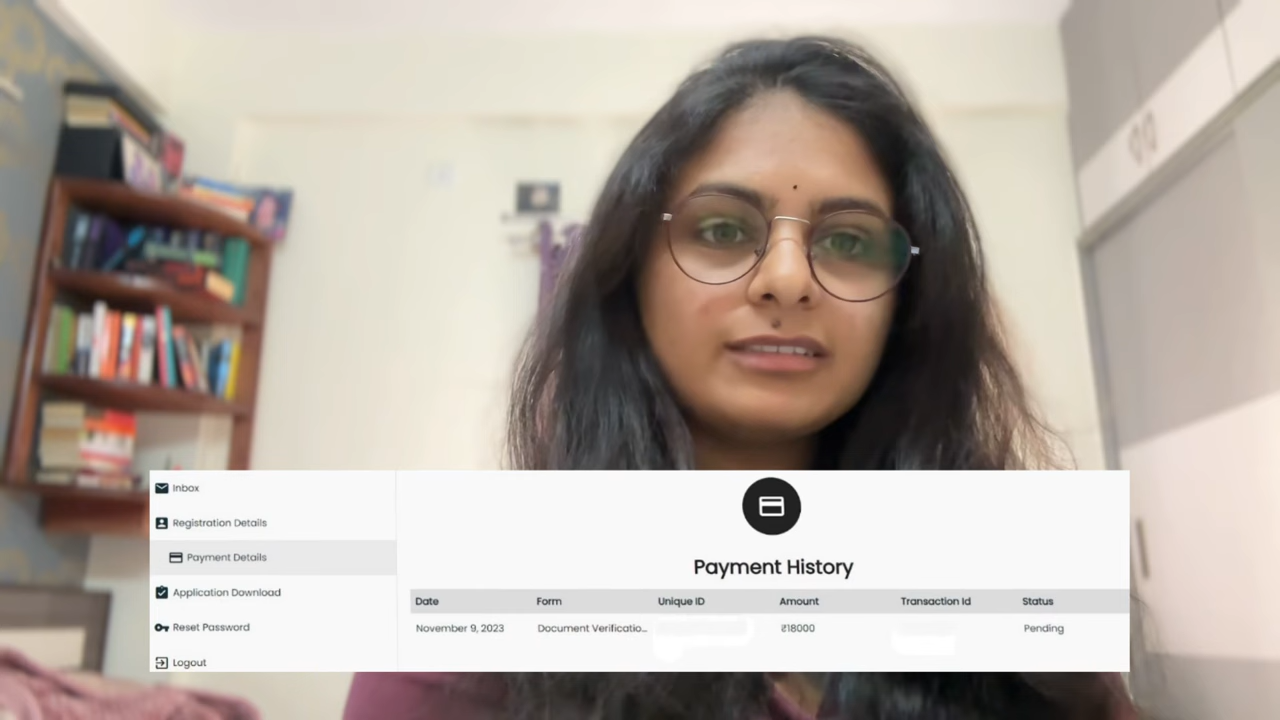 Inbox
Registration Details
Payment Details
Application Download
Reset Password
Logout
Payment History
Date Form Unique ID Amount Transaction Id Status
November 9, 2023 Document Verificatio... ₹18000 Pending